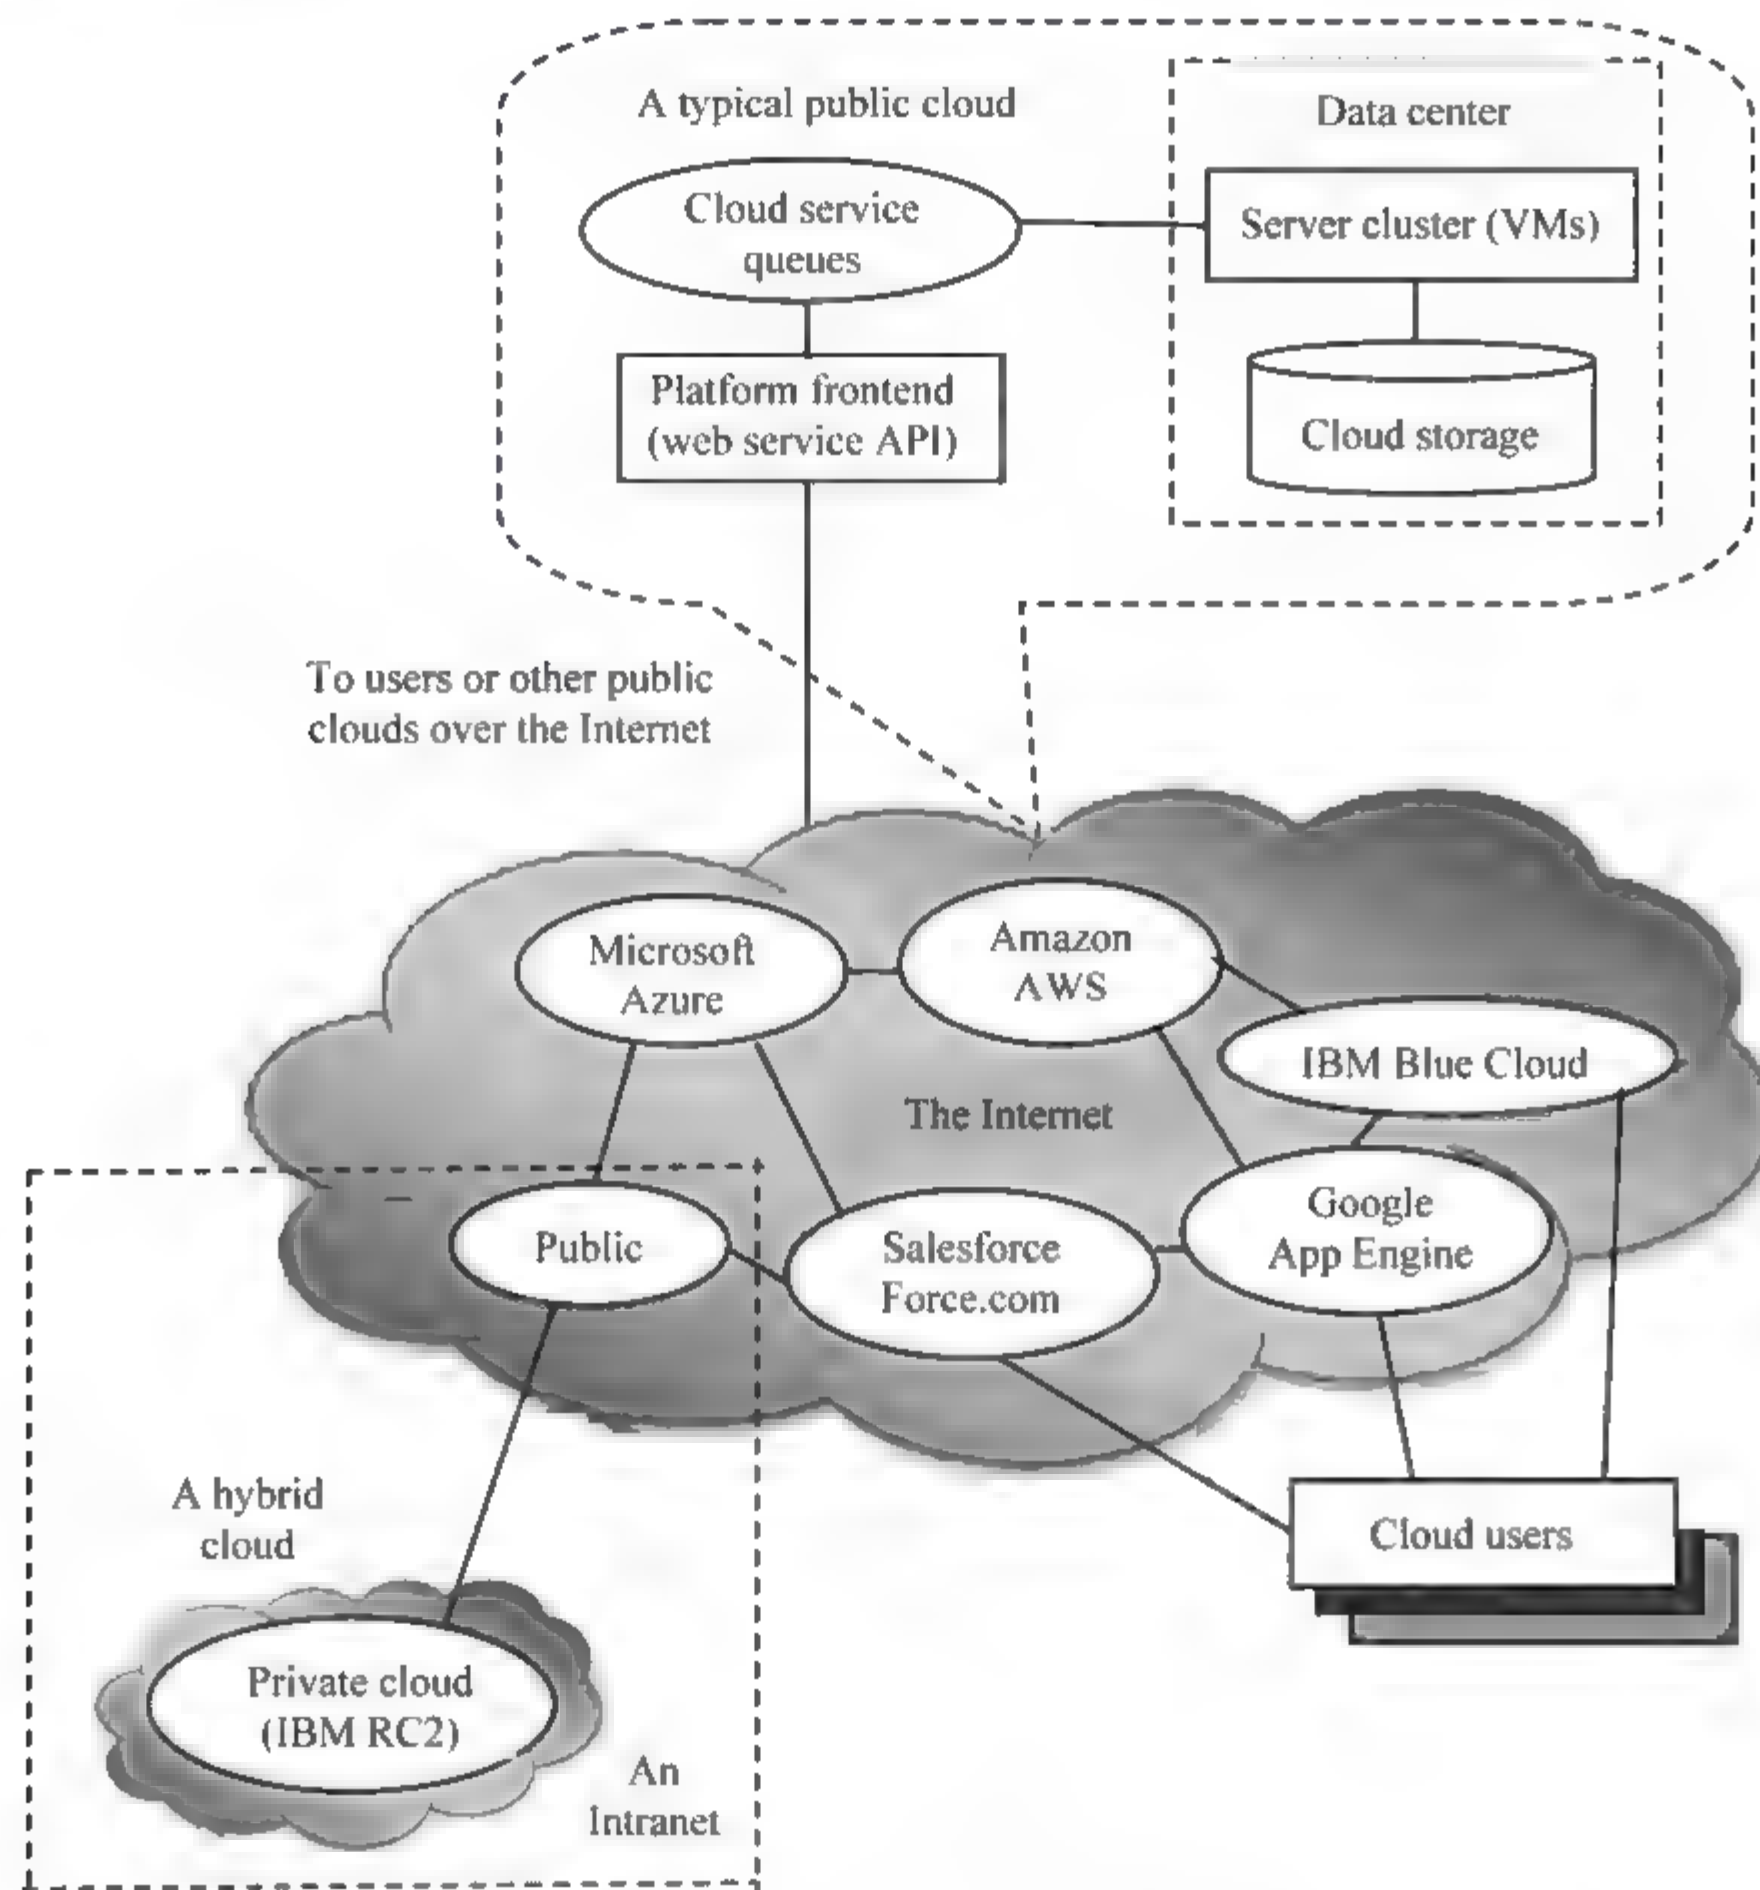 A typical public cloud
Data center
Cloud service
queues
Server cluster (VMs)
Platform frontend
(web service API)
Cloud storage
To users or other public
clouds over the Internet
Microsoft
Azure
Amazon
AWS
IBM Blue Cloud
The Internet
Public
Salesforce
Force.com
Google
App Engine
A hybrid
cloud
Cloud users
Private cloud
(IBM RC2)
An
Intranet